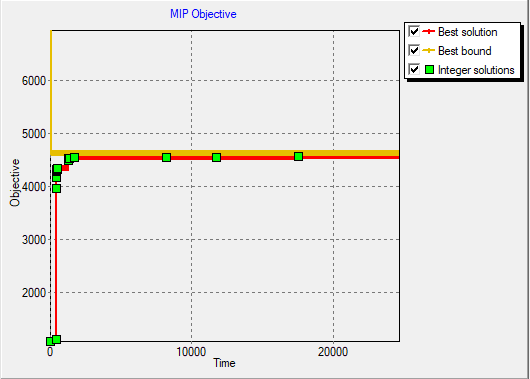 MIP Objective
Best solution
Best bound
Integer solutions
6000
5000
4000
3000
2000
Objective
0 10000 20000
Time